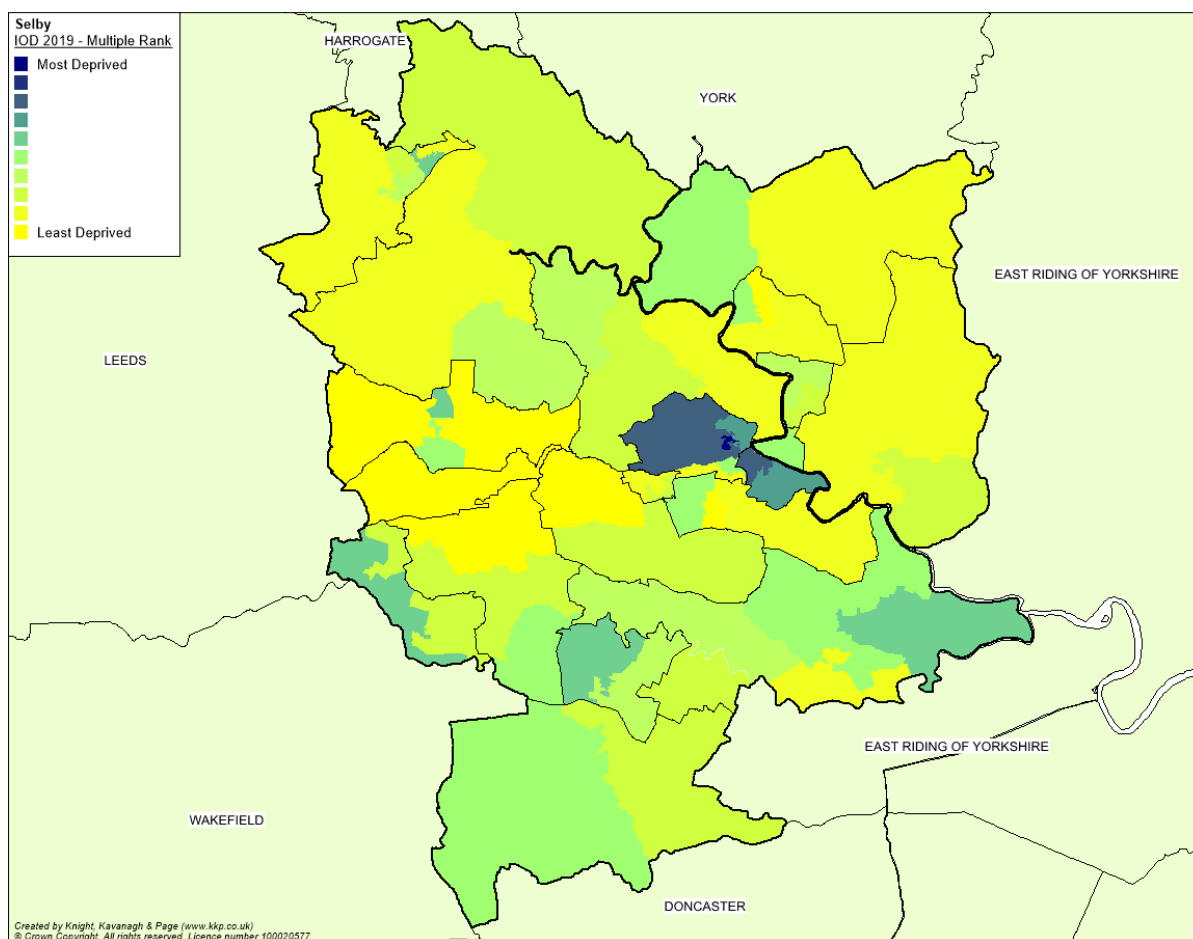 Selby
IOD 2019 - Multiple Rank
Most Deprived
Least Deprived
HARROGATE
YORK
EAST RIDING OF YORKSHIRE
LEEDS
EAST RIDING OF YORKSHIRE
WAKEFIELD
DONCASTER
Created by Knight, Kavanagh & Page (www.kkp.co.uk)
© Crown Copyright. All rights reserved. Licence number 100020577.